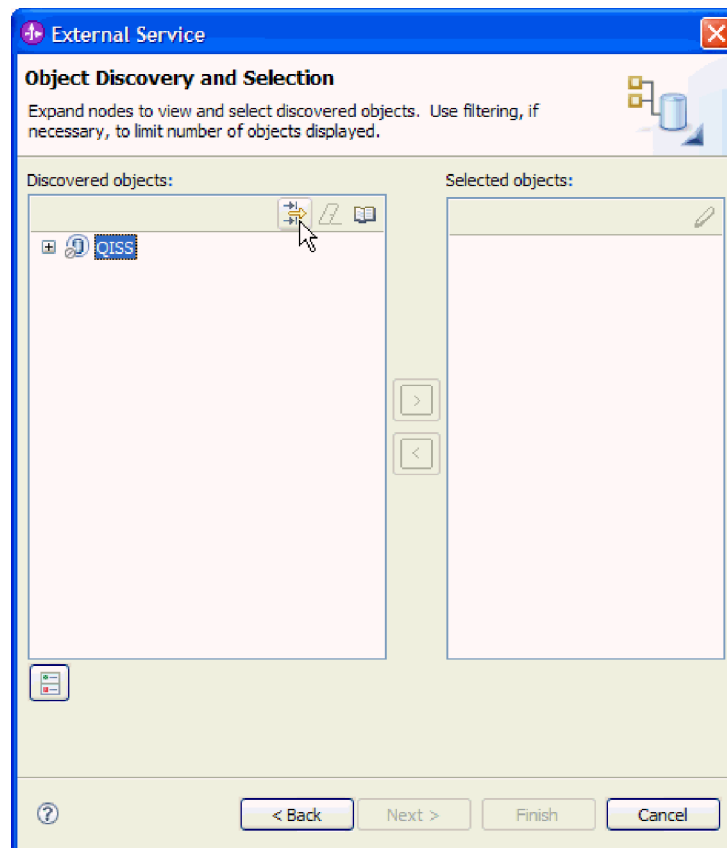 External Service
Object Discovery and Selection
Expand nodes to view and select discovered objects. Use filtering, if
necessary, to limit number of objects displayed.
Discovered objects:
Selected objects:
QISS
>
<
?
< Back
Next >
Finish
Cancel